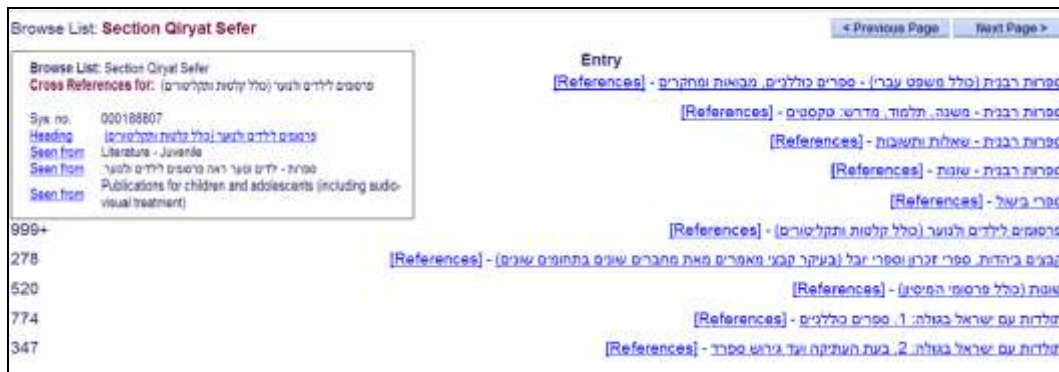 Browse List: Section Qiryat Sefer
< Previous Page Next Page >
Browse List: Section Qiryat Sefer
Cross References for: פרסומים לילדים ולנוער (כולל קלטות ותקליטורים)
Sys. no. 000188807
Heading פרסומים לילדים ולנוער (כולל קלטות ותקליטורים)
Seen from Literature - Juvenile
Seen from ספרות - ילדים ונוער ראה פרסומים לילדים ולנוער
Seen from Publications for children and adolescents (including audio-visual treatment)
Entry
ספרות רבנית (כולל משפט עברי) - ספרים כוללניים, מבואות ומחקרים - [References]
ספרות רבנית - משנה, תלמוד, מדרש: טקסטים - [References]
ספרות רבנית - שאלות ותשובות - [References]
ספרות רבנית - שונות - [References]
ספרי בישול - [References]
999+ פרסומים לילדים ולנוער (כולל קלטות ותקליטורים) - [References]
278 קבצים ביהדות, ספרי זכרון וספרי יובל (בעיקר קבצי מאמרים מאת מחברים שונים בתחומים שונים) - [References]
520 שונות (כולל פרסומי המיסיון) - [References]
774 תולדות עם ישראל בגולה: 1. ספרים כוללניים - [References]
347 תולדות עם ישראל בגולה: 2. בעת העתיקה ועד גירוש ספרד - [References]